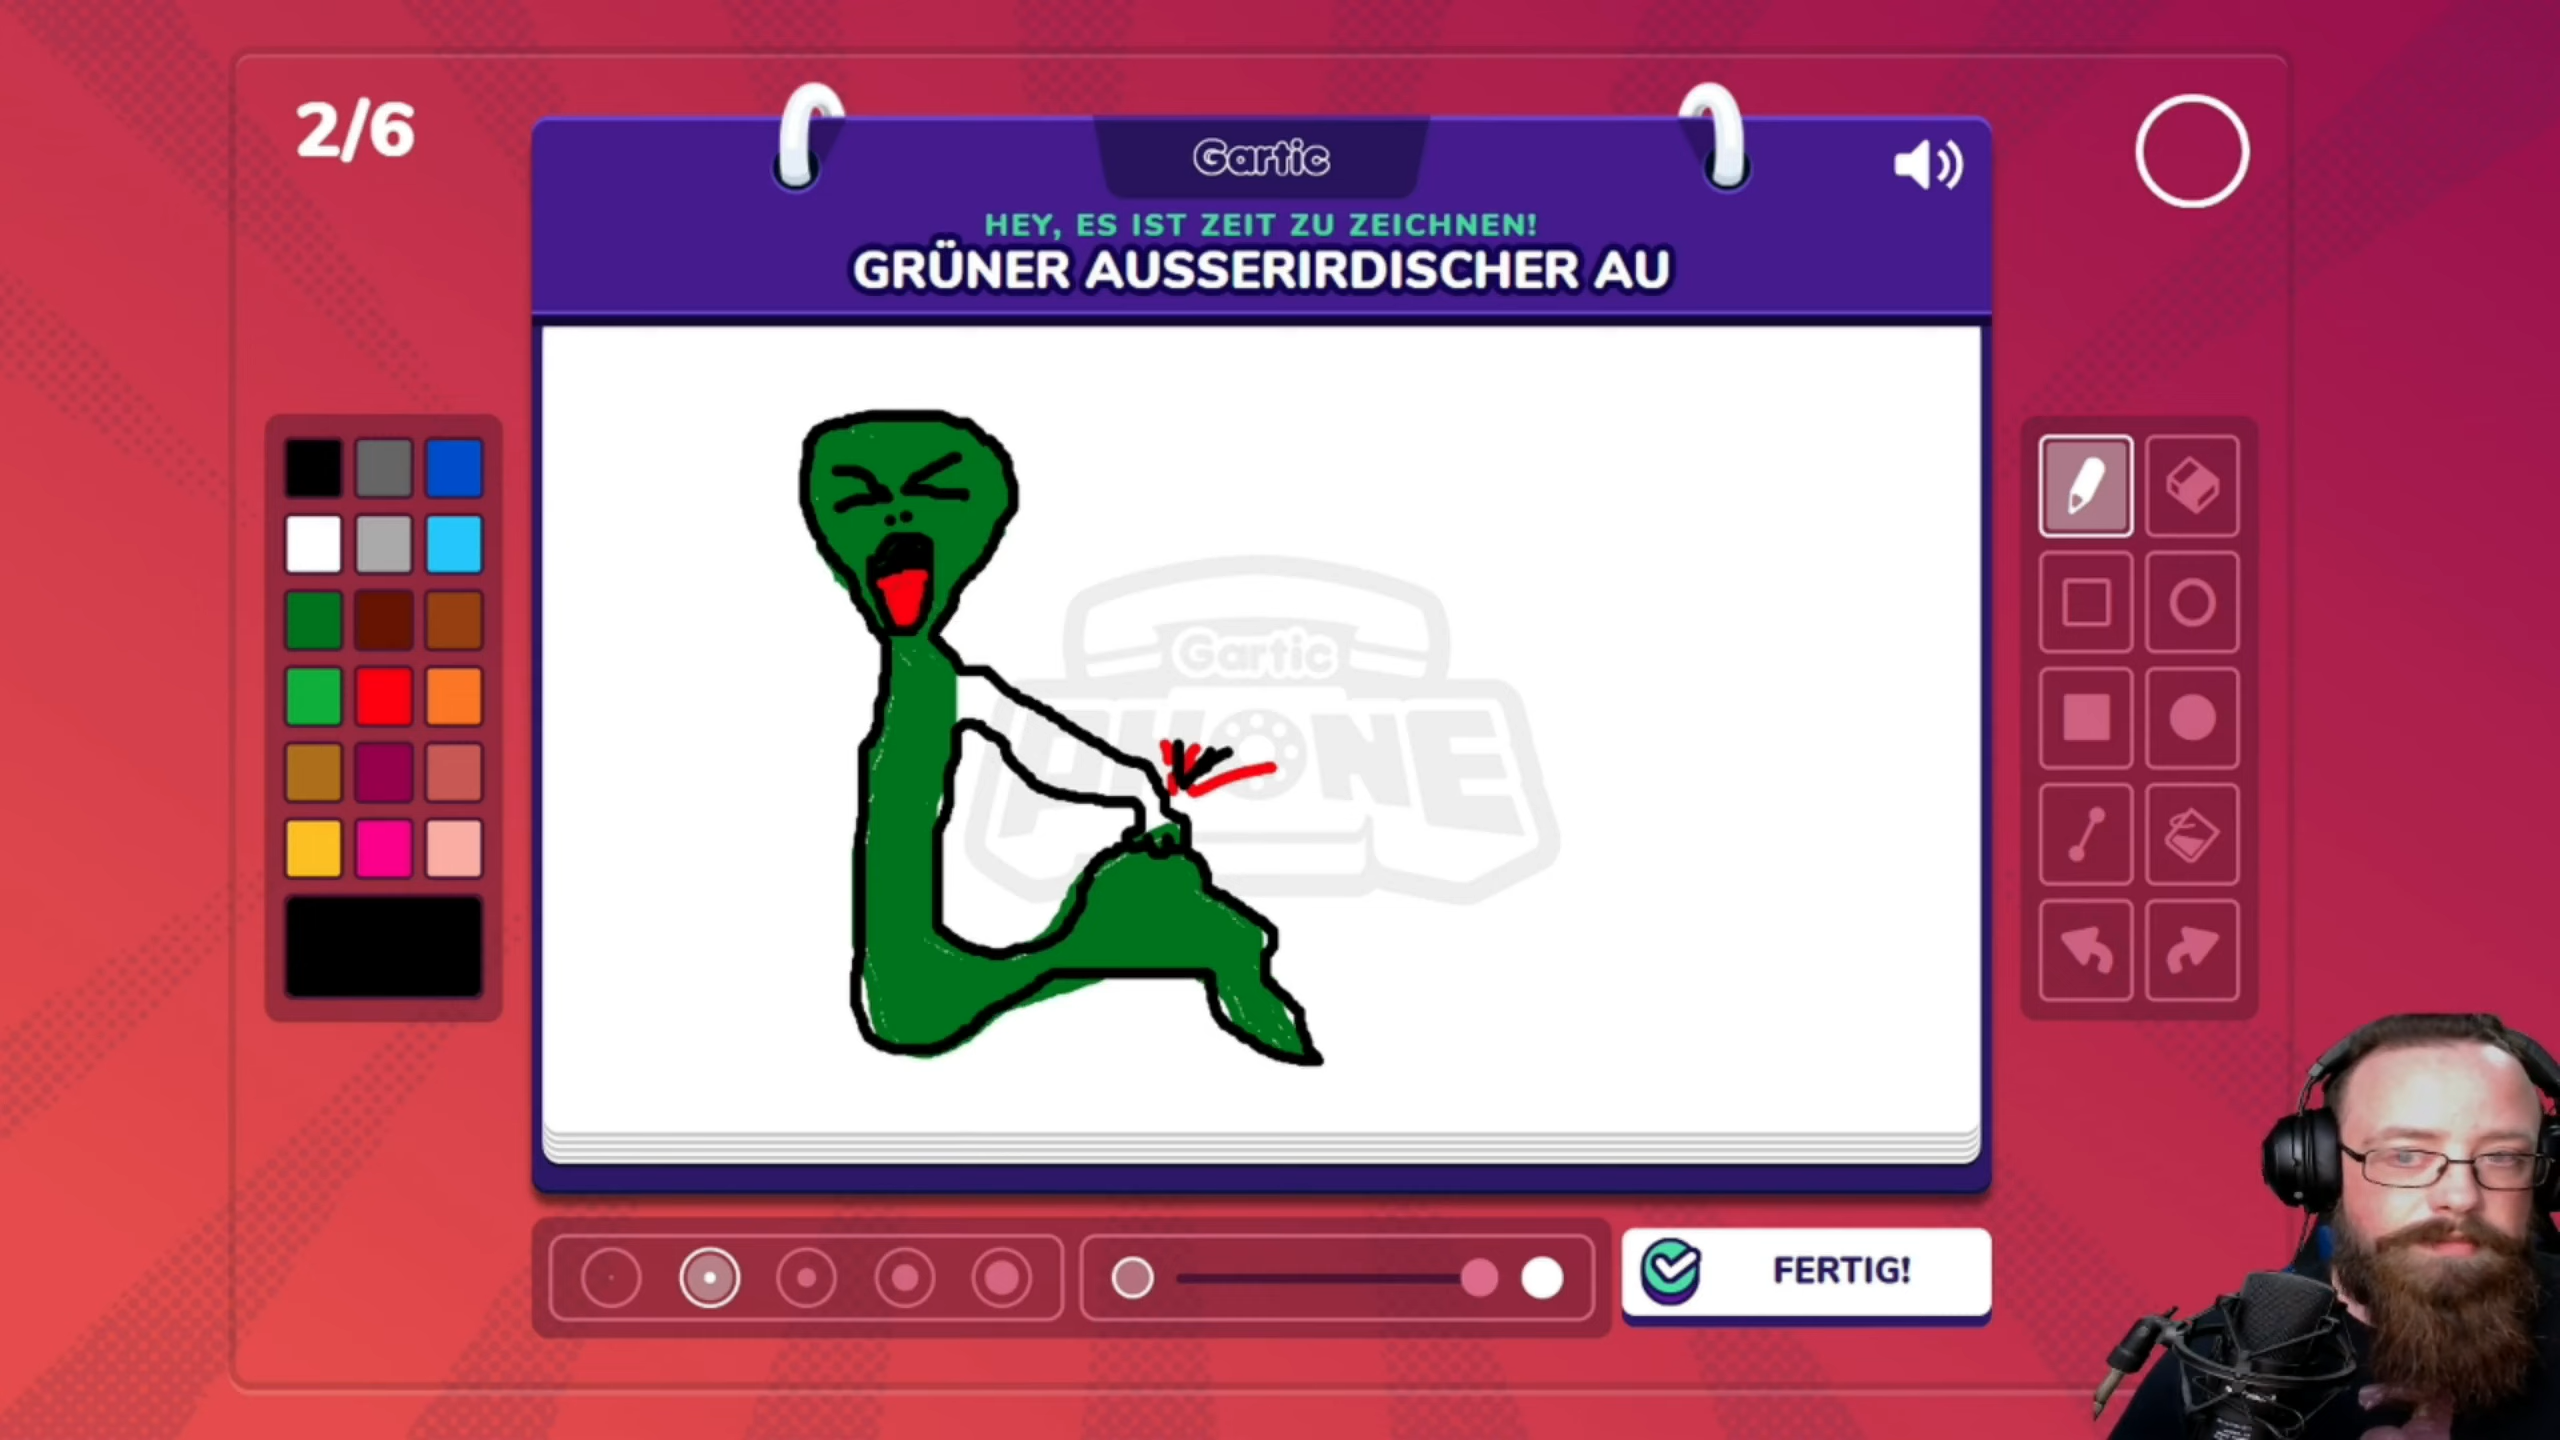 2/6
Gartic
HEY, ES IST ZEIT ZU ZEICHNEN!
GRÜNER AUSSERIRDISCHER AU
Gartic
PHONE
FERTIG!